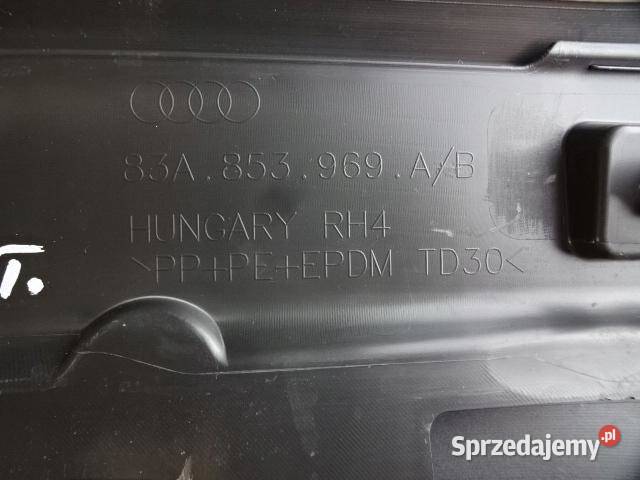 83A.853.969.A/B
HUNGARY RH4
>PP+PE+EPDM TD30<
T.
Sprzedajemy.pl